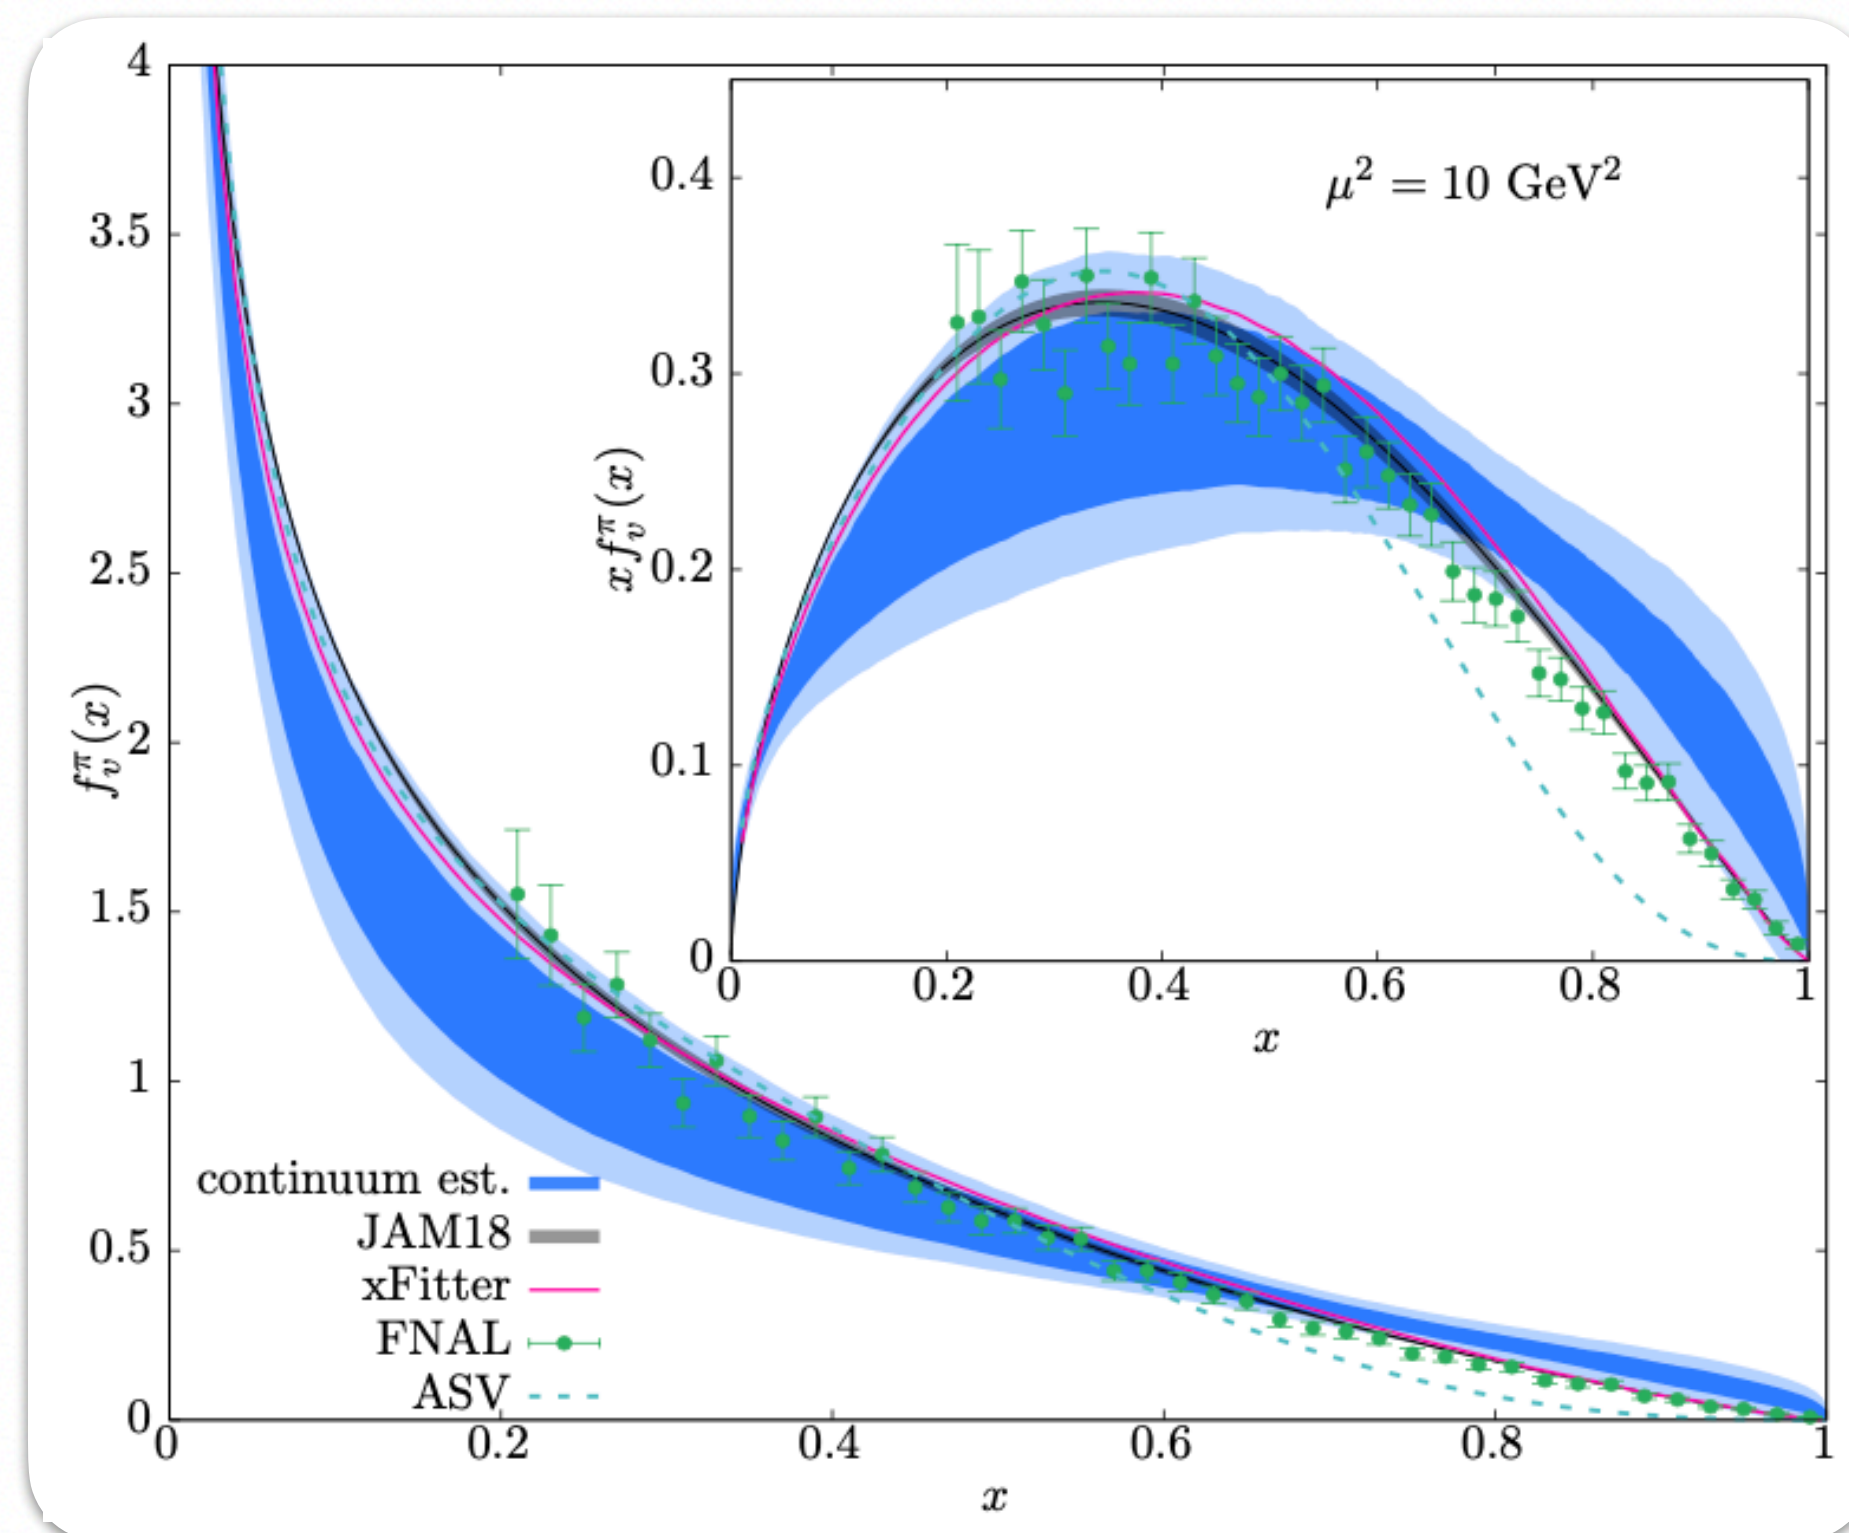 4
3.5
3
2.5
2
1.5
1
0.5
0
f_v^π(x)
0 0.2 0.4 0.6 0.8 1
x
0.4
0.3
0.2
0.1
0
x f_v^π(x)
μ² = 10 GeV²
0 0.2 0.4 0.6 0.8 1
x
continuum est.
JAM18
xFitter
FNAL
ASV